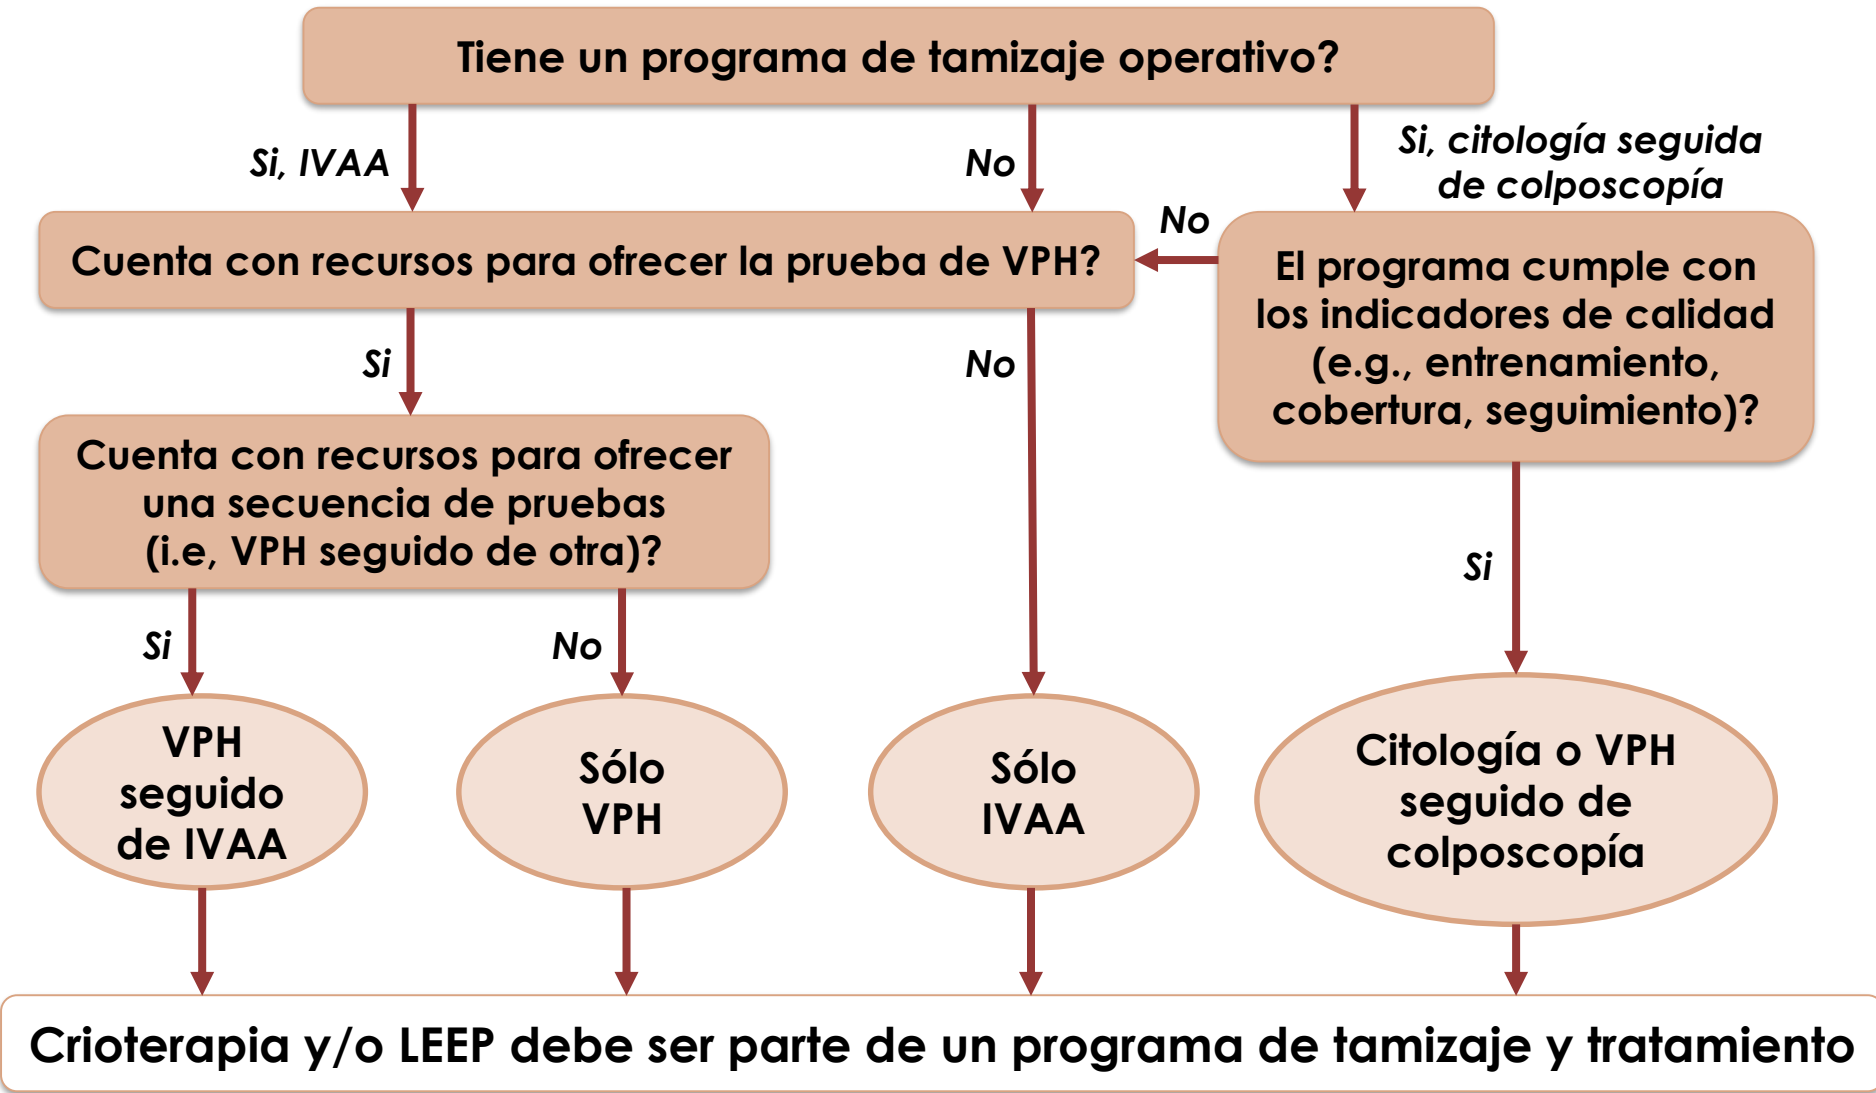 Tiene un programa de tamizaje operativo?
Si, IVAA
No
Si, citología seguida
de colposcopía
No
Cuenta con recursos para ofrecer la prueba de VPH?
El programa cumple con
los indicadores de calidad
(e.g., entrenamiento,
cobertura, seguimiento)?
Si
No
Cuenta con recursos para ofrecer
una secuencia de pruebas
(i.e, VPH seguido de otra)?
Si
Si
No
VPH
seguido
de IVAA
Sólo
VPH
Sólo
IVAA
Citología o VPH
seguido de
colposcopía
Crioterapia y/o LEEP debe ser parte de un programa de tamizaje y tratamiento